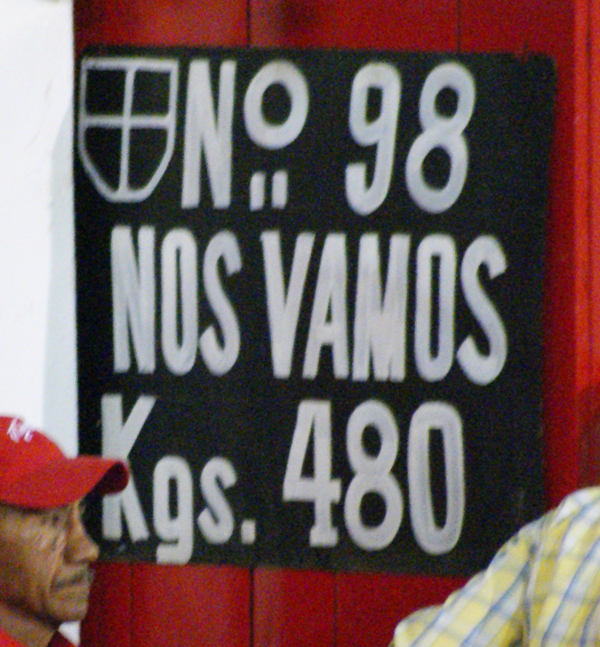 Nº 98
NOS VAMOS
Kgs. 480